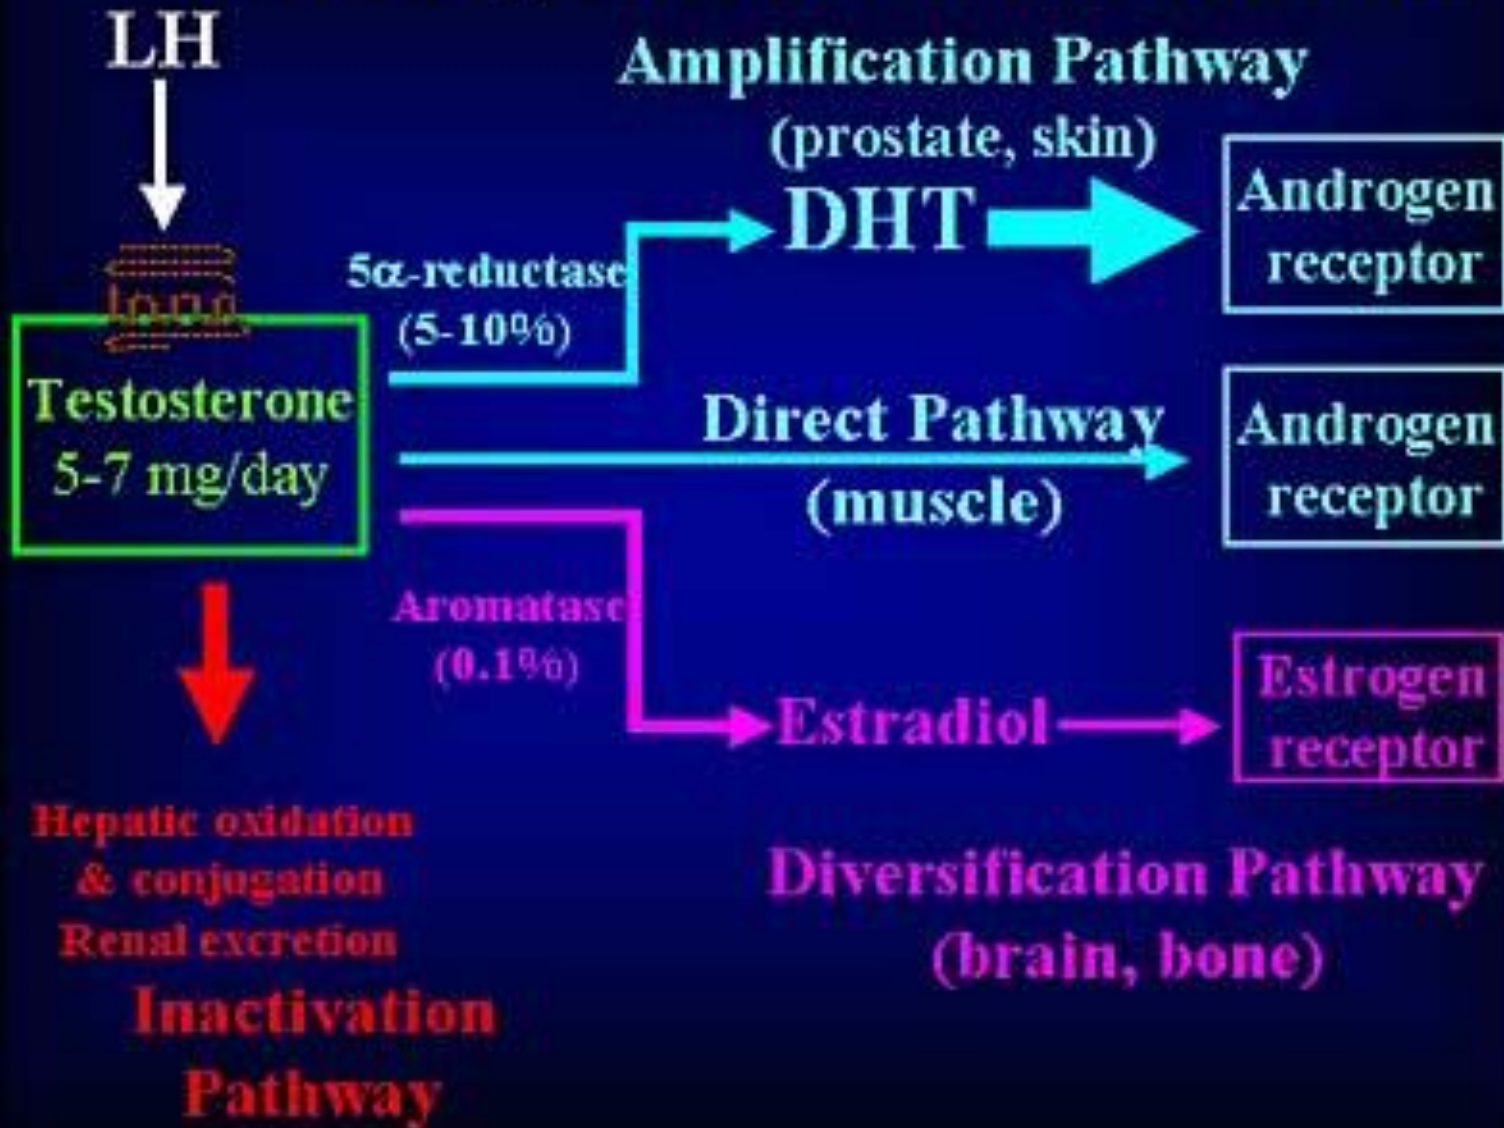 LH
Amplification Pathway
(prostate, skin)
DHT
Androgen
receptor
5α-reductase
(5-10%)
Testosterone
5-7 mg/day
Direct Pathway
(muscle)
Androgen
receptor
Aromatase
(0.1%)
Estradiol
Estrogen
receptor
Diversification Pathway
(brain, bone)
Hepatic oxidation
& conjugation
Renal excretion
Inactivation
Pathway